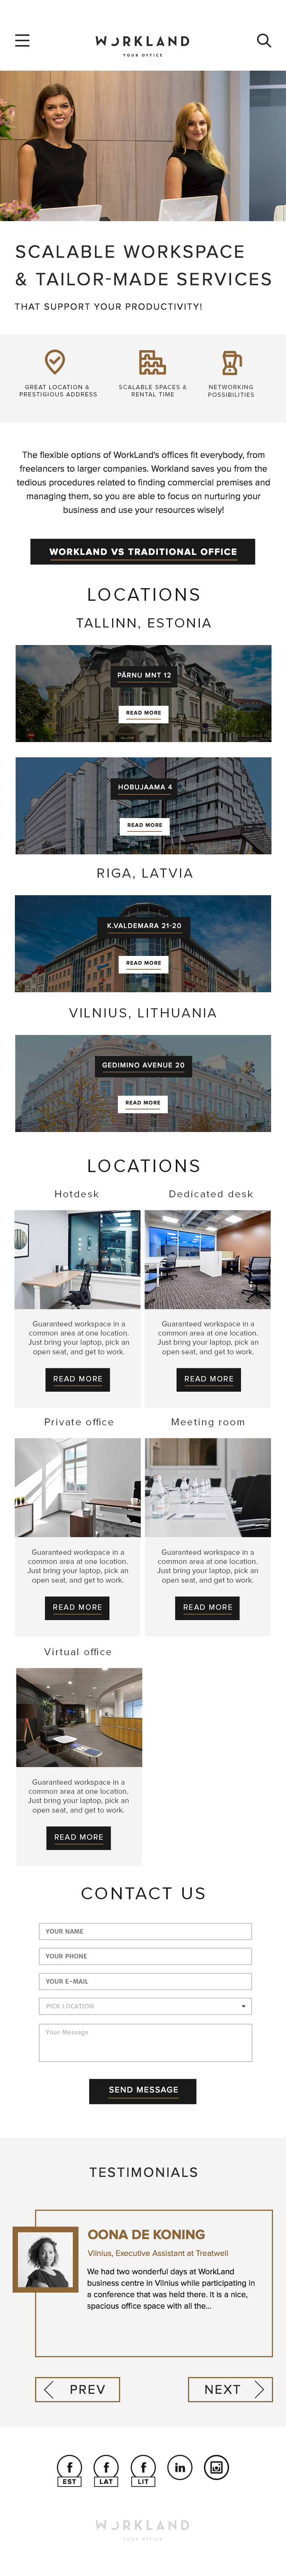 WORKLAND
YOUR OFFICE
SCALABLE WORKSPACE
& TAILOR-MADE SERVICES
THAT SUPPORT YOUR PRODUCTIVITY!
GREAT LOCATION &
PRESTIGIOUS ADDRESS
SCALABLE SPACES &
RENTAL TIME
NETWORKING
POSSIBILITIES
The flexible options of WorkLand's offices fit everybody, from
freelancers to larger companies. Workland saves you from the
tedious procedures related to finding commercial premises and
managing them, so you are able to focus on nurturing your
business and use your resources wisely!
WORKLAND VS TRADITIONAL OFFICE
LOCATIONS
TALLINN, ESTONIA
PÄRNU MNT 12
READ MORE
HOBUJAAMA 4
READ MORE
RIGA, LATVIA
K.VALDEMARA 21-20
READ MORE
VILNIUS, LITHUANIA
GEDIMINO AVENUE 20
READ MORE
LOCATIONS
Hotdesk
Guaranteed workspace in a
common area at one location.
Just bring your laptop, pick an
open seat, and get to work.
READ MORE
Dedicated desk
Guaranteed workspace in a
common area at one location.
Just bring your laptop, pick an
open seat, and get to work.
READ MORE
Private office
Guaranteed workspace in a
common area at one location.
Just bring your laptop, pick an
open seat, and get to work.
READ MORE
Meeting room
Guaranteed workspace in a
common area at one location.
Just bring your laptop, pick an
open seat, and get to work.
READ MORE
Virtual office
Guaranteed workspace in a
common area at one location.
Just bring your laptop, pick an
open seat, and get to work.
READ MORE
CONTACT US
YOUR NAME
YOUR PHONE
YOUR E-MAIL
PICK LOCATION
Your Message
SEND MESSAGE
TESTIMONIALS
OONA DE KONING
Vilnius, Executive Assistant at Treatwell
We had two wonderful days at WorkLand
business centre in Vilnius while participating in
a conference that was held there. It is a nice,
spacious office space with all the...
PREV
NEXT
EST
LAT
LIT
in
WORKLAND
YOUR OFFICE